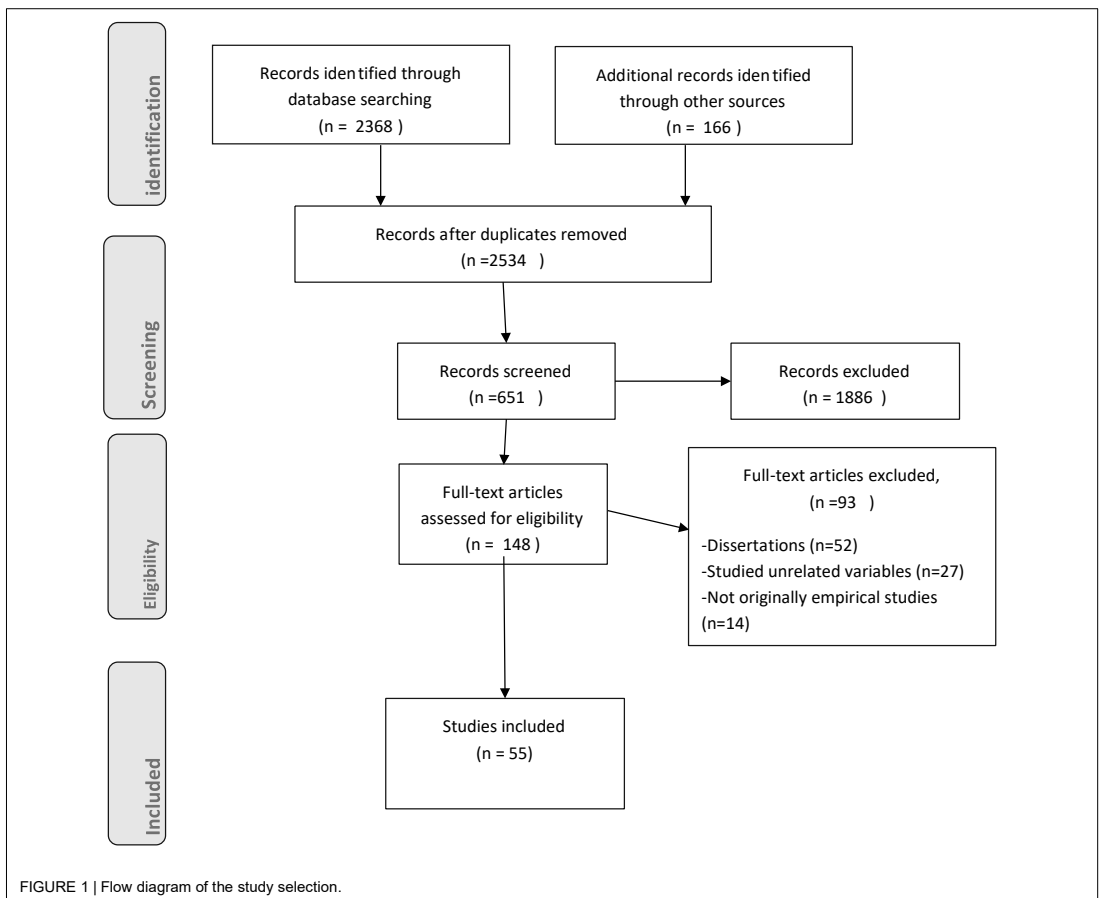 identification
Records identified through
database searching
(n = 2368 )
Additional records identified
through other sources
(n = 166 )
Records after duplicates removed
(n =2534 )
Screening
Records screened
(n =651 )
Records excluded
(n = 1886 )
Eligibility
Full-text articles
assessed for eligibility
(n = 148 )
Full-text articles excluded,
(n =93 )
-Dissertations (n=52)
-Studied unrelated variables (n=27)
-Not originally empirical studies
(n=14)
Included
Studies included
(n = 55)
FIGURE 1 | Flow diagram of the study selection.